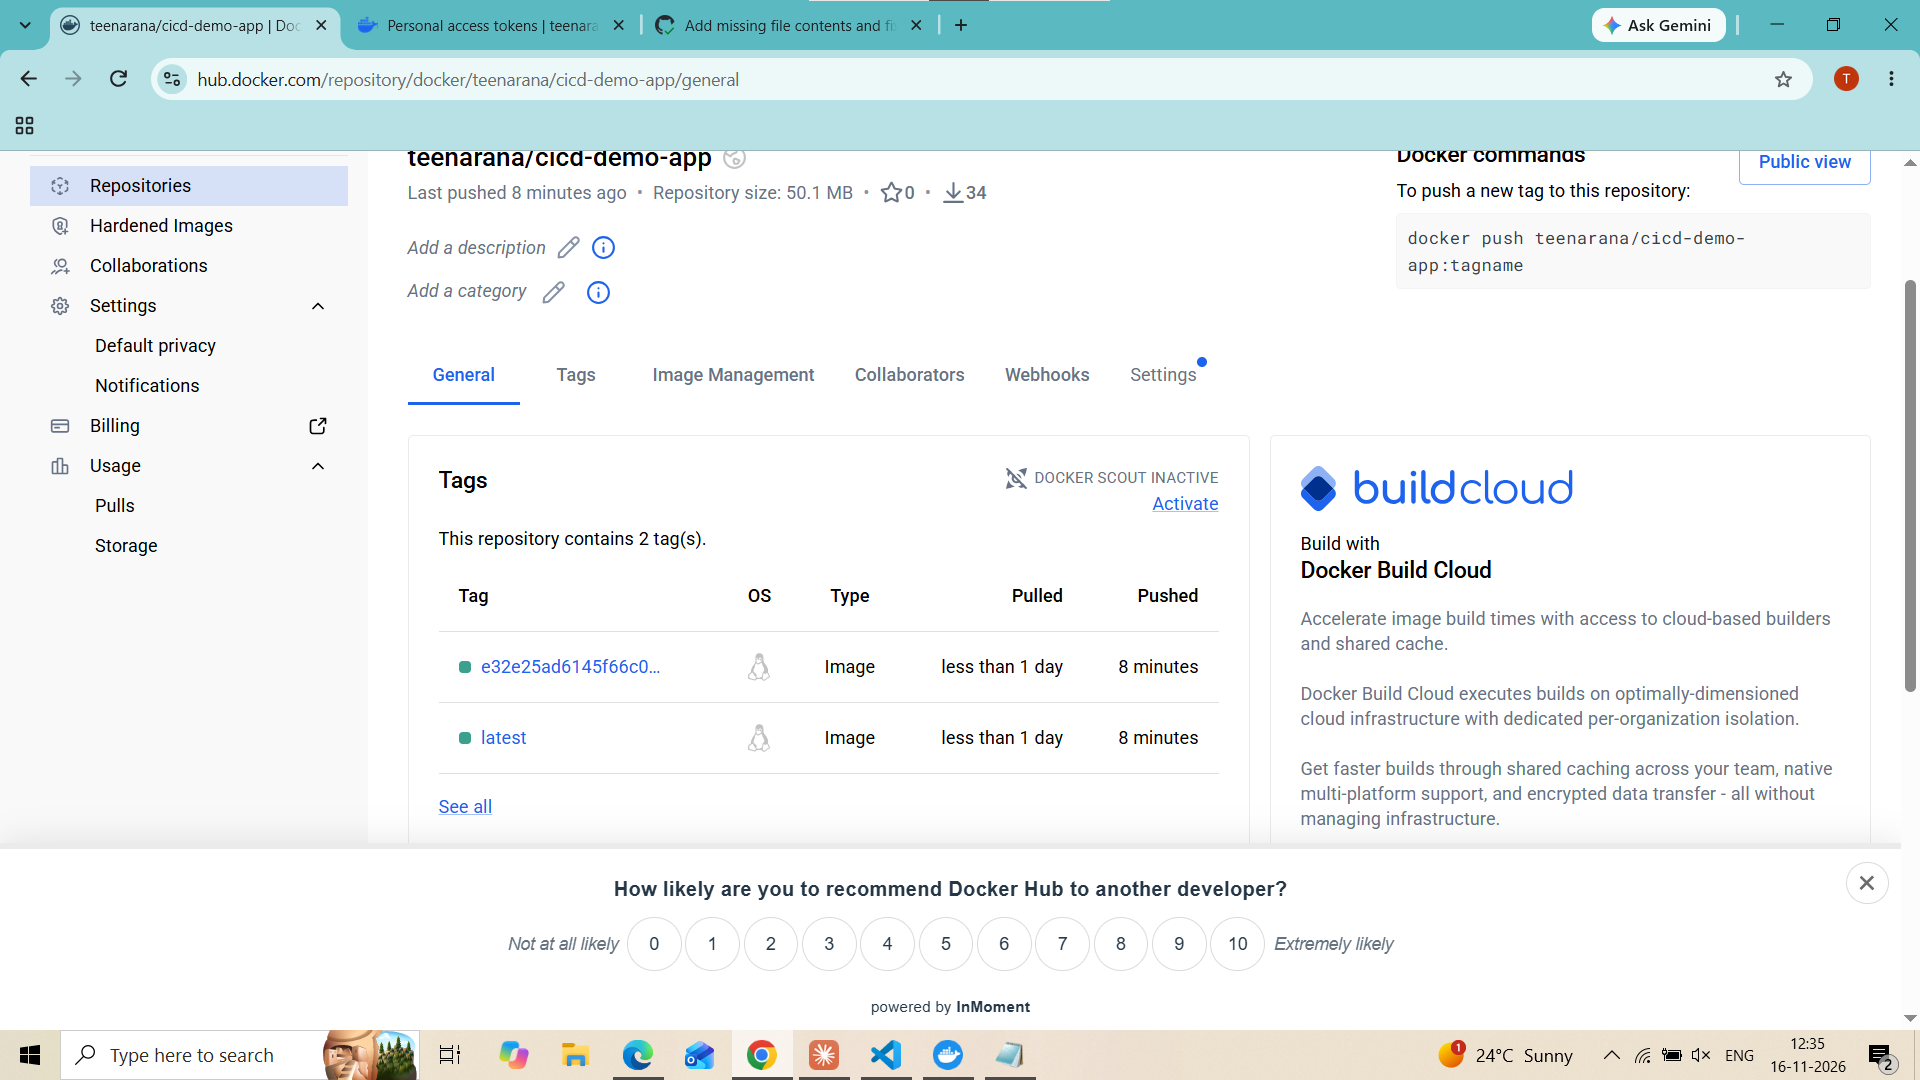 teenarana/cicd-demo-app | Doc
Personal access tokens | teenara
Add missing file contents and fi
Ask Gemini
hub.docker.com/repository/docker/teenarana/cicd-demo-app/general
T
Repositories
Hardened Images
Collaborations
Settings
Default privacy
Notifications
Billing
Usage
Pulls
Storage
teenarana/cicd-demo-app
Last pushed 8 minutes ago • Repository size: 50.1 MB • 0 • 34
Add a description
Add a category
Docker commands
Public view
To push a new tag to this repository:
docker push teenarana/cicd-demo-
app:tagname
General
Tags
Image Management
Collaborators
Webhooks
Settings
Tags
DOCKER SCOUT INACTIVE
Activate
This repository contains 2 tag(s).
Tag OS Type Pulled Pushed
e32e25ad6145f66c0... Image less than 1 day 8 minutes
latest Image less than 1 day 8 minutes
See all
buildcloud
Build with
Docker Build Cloud
Accelerate image build times with access to cloud-based builders
and shared cache.
Docker Build Cloud executes builds on optimally-dimensioned
cloud infrastructure with dedicated per-organization isolation.
Get faster builds through shared caching across your team, native
multi-platform support, and encrypted data transfer - all without
managing infrastructure.
How likely are you to recommend Docker Hub to another developer?
Not at all likely 0 1 2 3 4 5 6 7 8 9 10 Extremely likely
powered by InMoment
Type here to search
1
24°C Sunny
ENG
12:35
16-11-2026
2